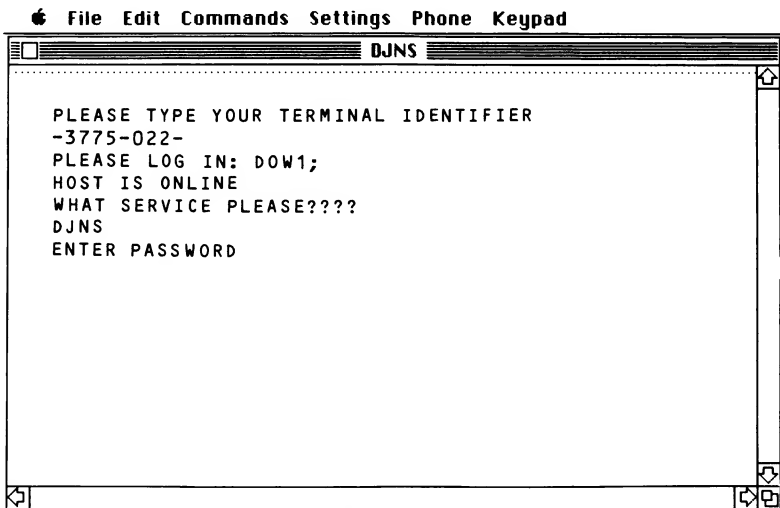 File Edit Commands Settings Phone Keypad
DJNS
PLEASE TYPE YOUR TERMINAL IDENTIFIER
-3775-022-
PLEASE LOG IN: DOW1;
HOST IS ONLINE
WHAT SERVICE PLEASE????
DJNS
ENTER PASSWORD